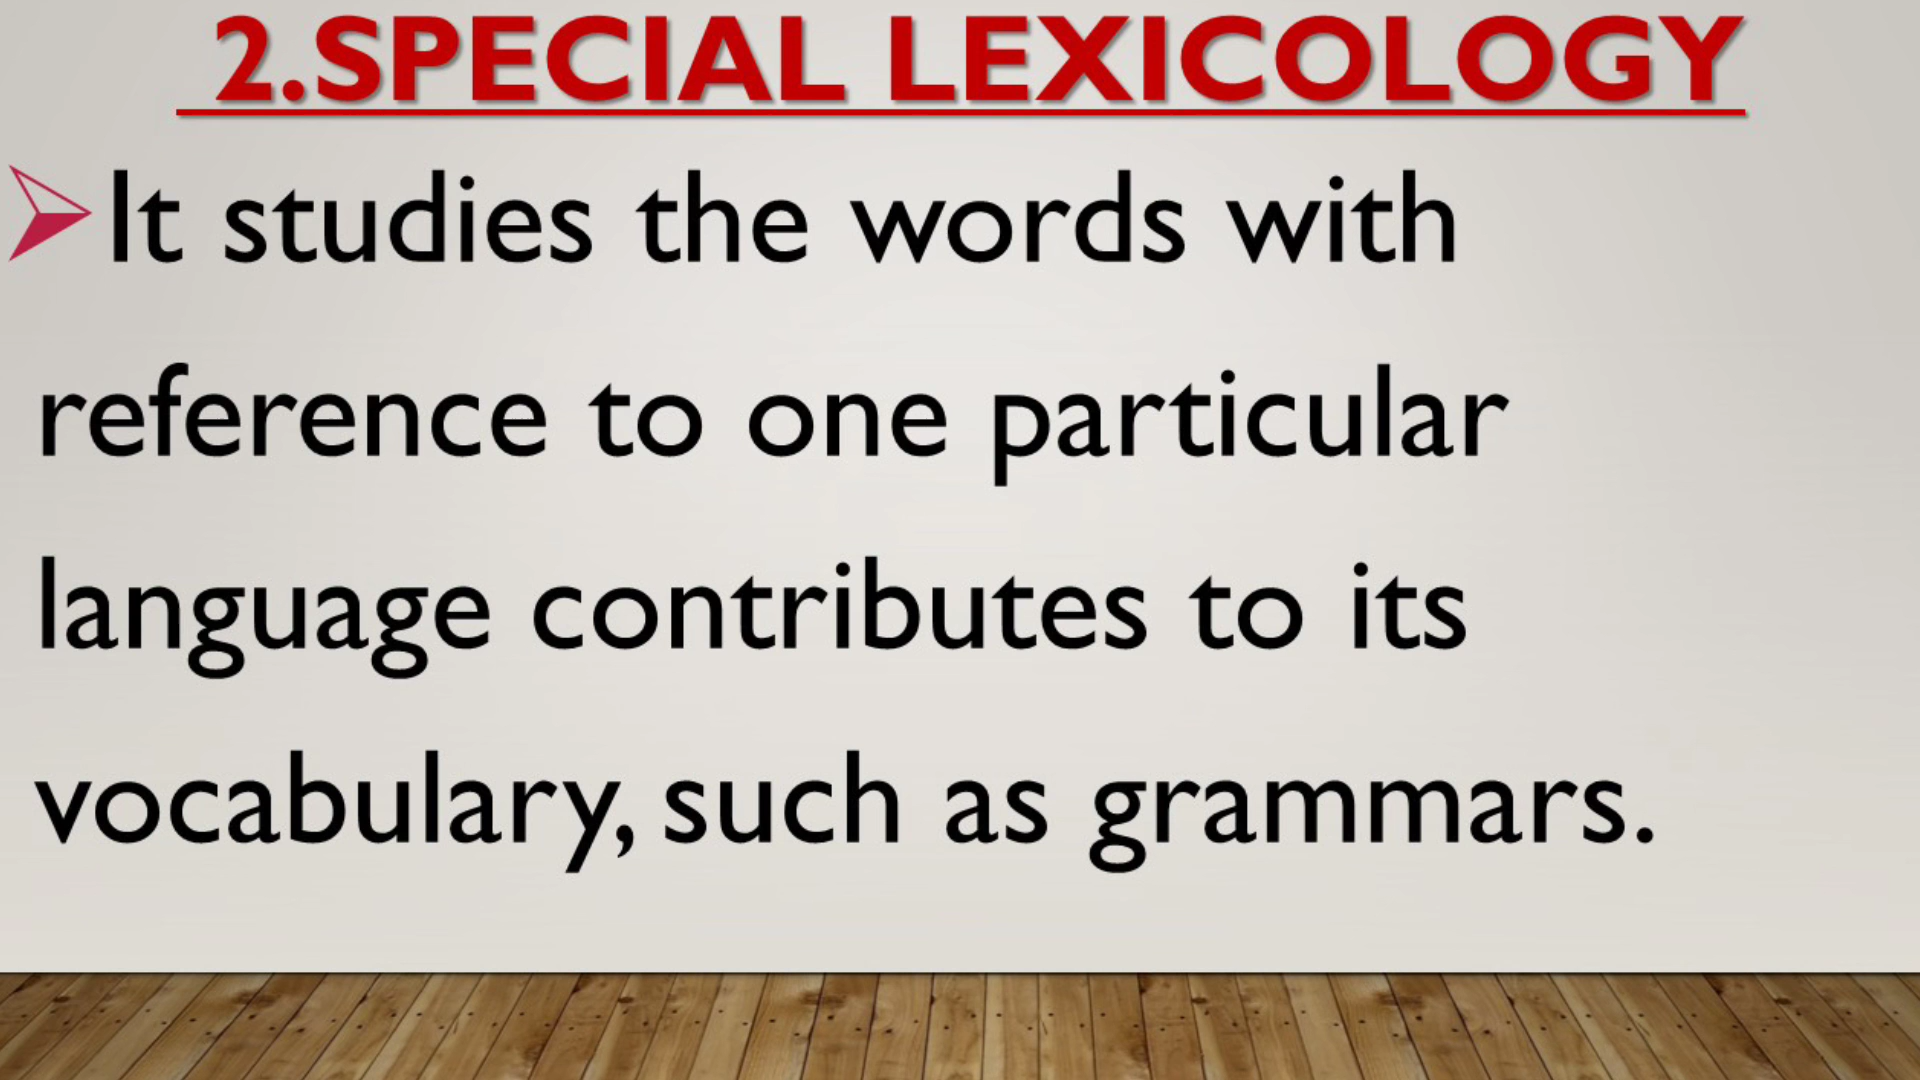 2.SPECIAL LEXICOLOGY
It studies the words with
reference to one particular
language contributes to its
vocabulary, such as grammars.